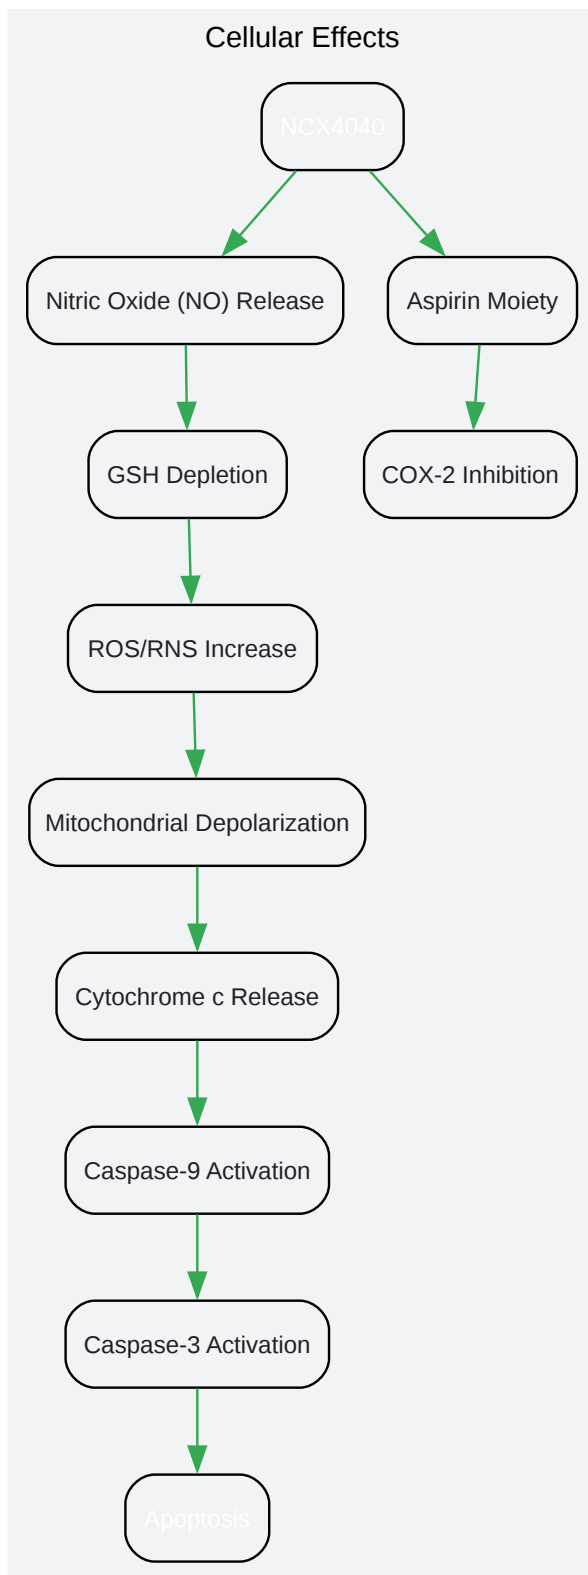 Cellular Effects
NCX4040
Nitric Oxide (NO) Release
Aspirin Moiety
GSH Depletion
COX-2 Inhibition
ROS/RNS Increase
Mitochondrial Depolarization
Cytochrome c Release
Caspase-9 Activation
Caspase-3 Activation
Apoptosis